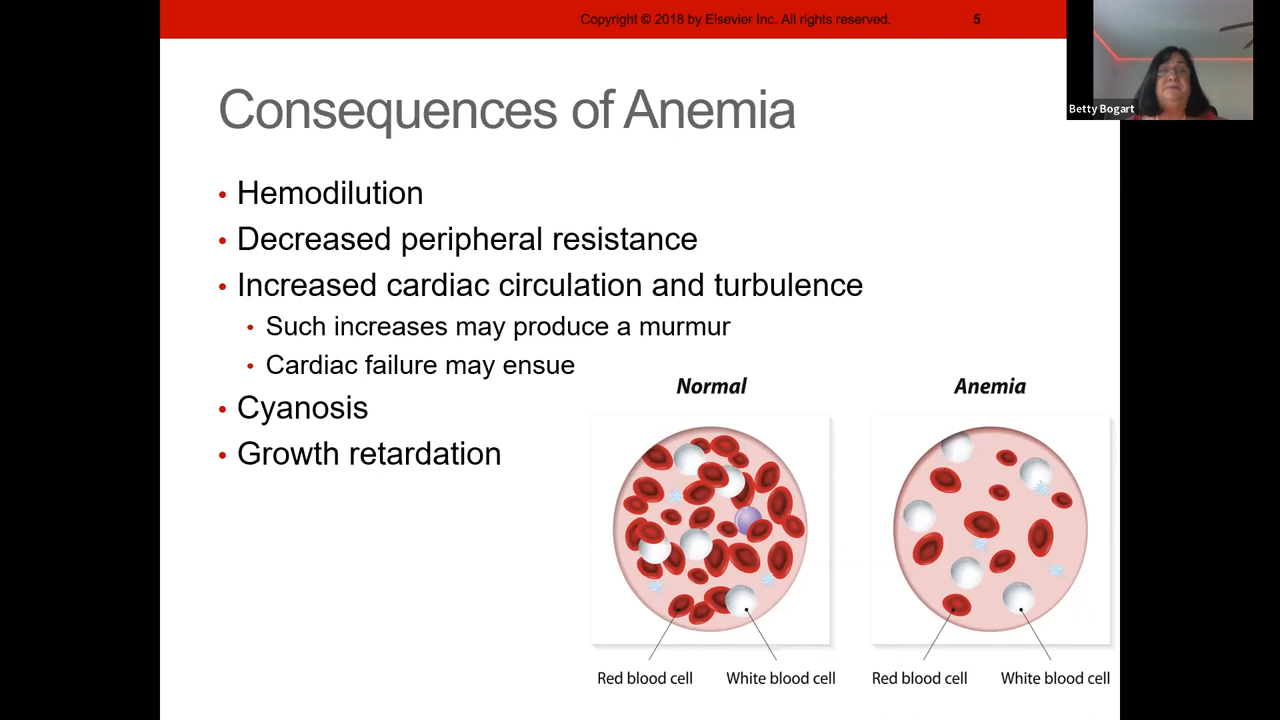 Copyright © 2018 by Elsevier Inc. All rights reserved.
5
Betty Bogart
Consequences of Anemia
• Hemodilution
• Decreased peripheral resistance
• Increased cardiac circulation and turbulence
• Such increases may produce a murmur
• Cardiac failure may ensue
• Cyanosis
• Growth retardation
Normal
Anemia
Red blood cell
White blood cell
Red blood cell
White blood cell